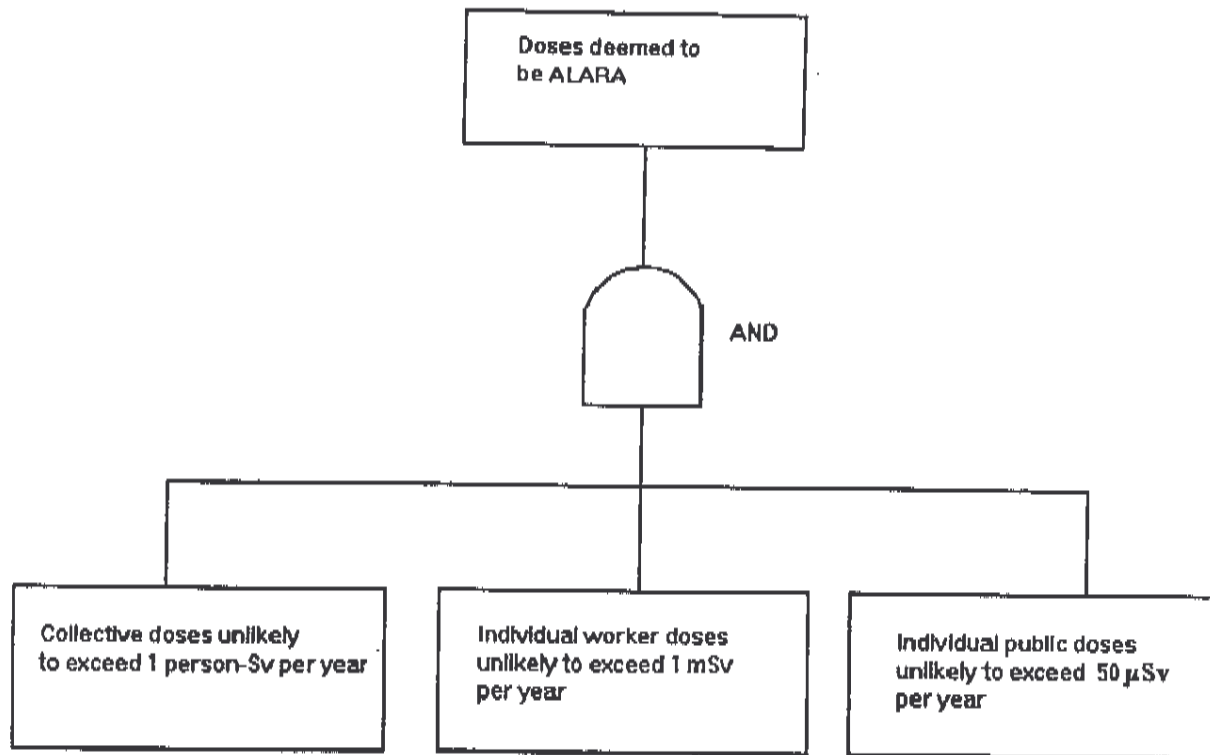 Doses deemed to
be ALARA
AND
Collective doses unlikely
to exceed 1 person-Sv per year
Individual worker doses
unlikely to exceed 1 mSv
per year
Individual public doses
unlikely to exceed 50 μSv
per year